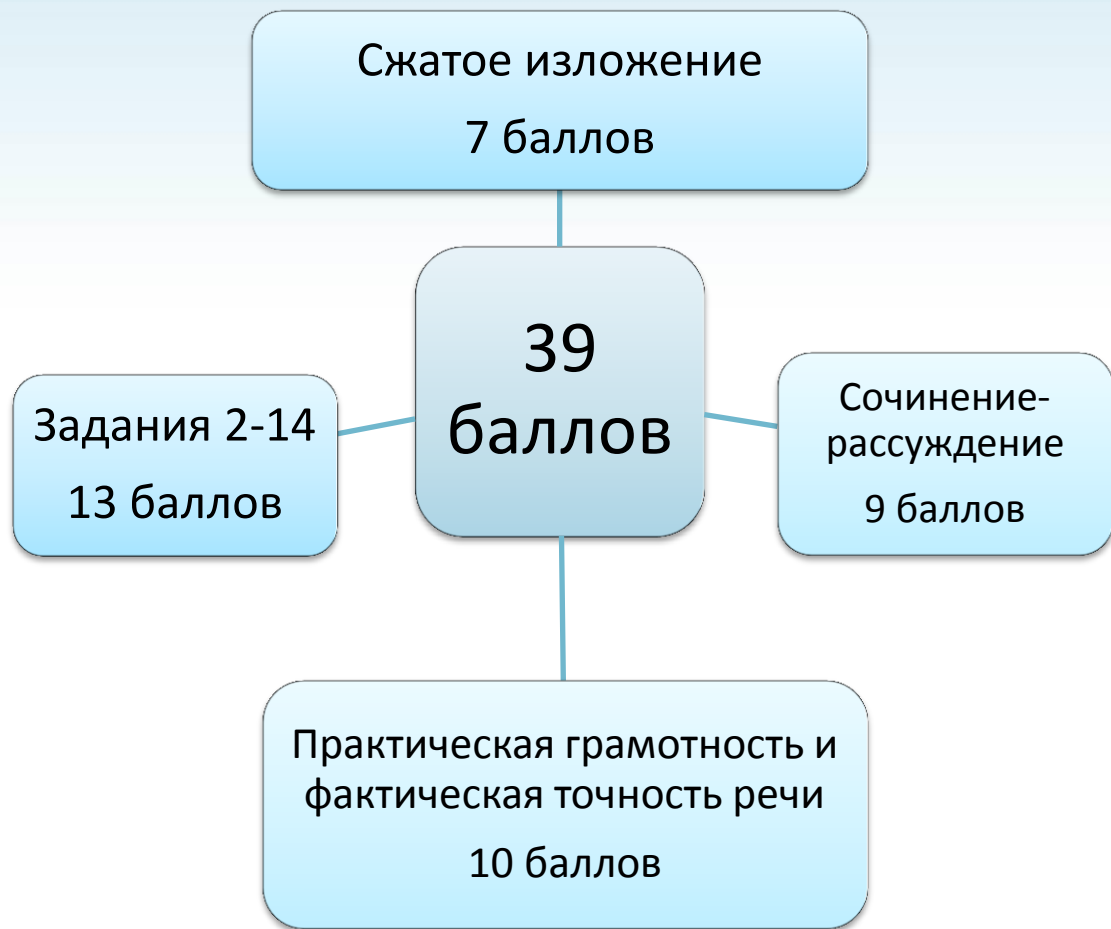 Сжатое изложение
7 баллов
39
баллов
Задания 2-14
13 баллов
Сочинение-
рассуждение
9 баллов
Практическая грамотность и
фактическая точность речи
10 баллов